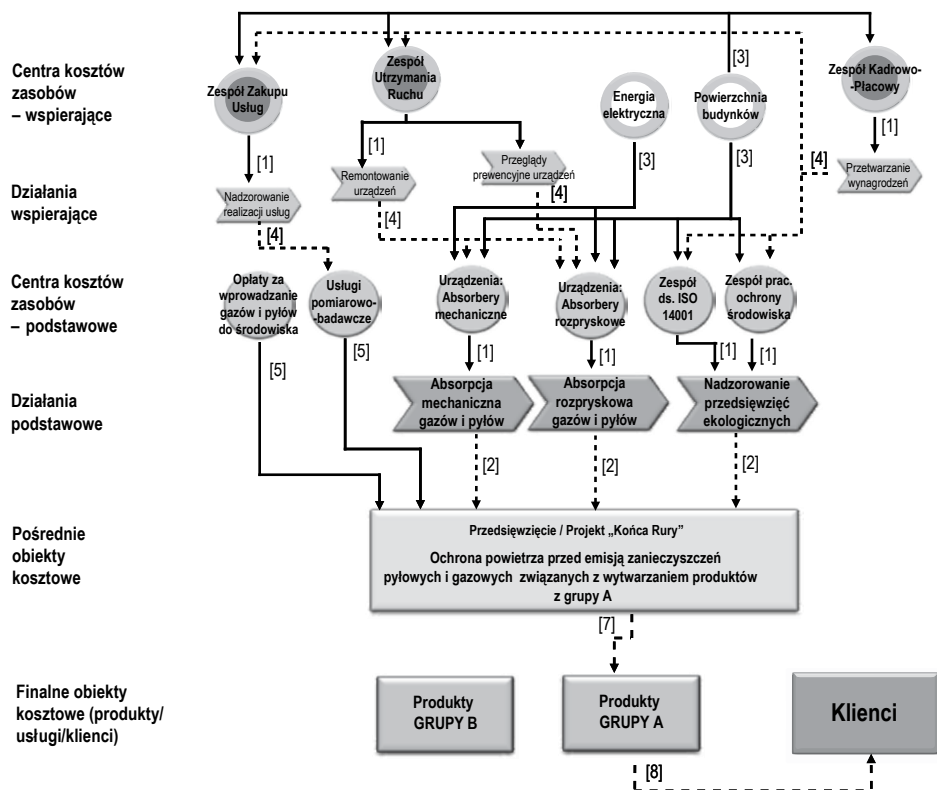 Centra kosztów
zasobów
– wspierające
Zespół Zakupu
Usług
Zespół
Utrzymania
Ruchu
Energia
elektryczna
[3]
Powierzchnia
budynków
Zespół Kadrowo-
-Płacowy
[1]
[1]
[3]
[3]
[1]
[4]
Działania
wspierające
Nadzorowanie
realizacji usług
Remontowanie
urządzeń
Przeglądy
prewencyjne urządzeń
Przetwarzanie
wynagrodzeń
[4]
[4]
[4]
Centra kosztów
zasobów
– podstawowe
Opłaty za
wprowadzanie
gazów i pyłów
do środowiska
Usługi
pomiarowo-
-badawcze
Urządzenia:
Absorbery
mechaniczne
Urządzenia:
Absorbery
rozpryskowe
Zespół
ds. ISO
14001
Zespół prac.
ochrony
środowiska
[5]
[5]
[1]
[1]
[1]
[1]
Działania
podstawowe
Absorpcja
mechaniczna
gazów i pyłów
Absorpcja
rozpryskowa
gazów i pyłów
Nadzorowanie
przedsięwzięć
ekologicznych
[2]
[2]
[2]
Pośrednie
obiekty
kosztowe
Przedsięwzięcie / Projekt „Końca Rury”
Ochrona powietrza przed emisją zanieczyszczeń
pyłowych i gazowych związanych z wytwarzaniem produktów
z grupy A
[7]
Finalne obiekty
kosztowe (produkty/
usługi/klienci)
Produkty
GRUPY B
Produkty
GRUPY A
Klienci
[8]